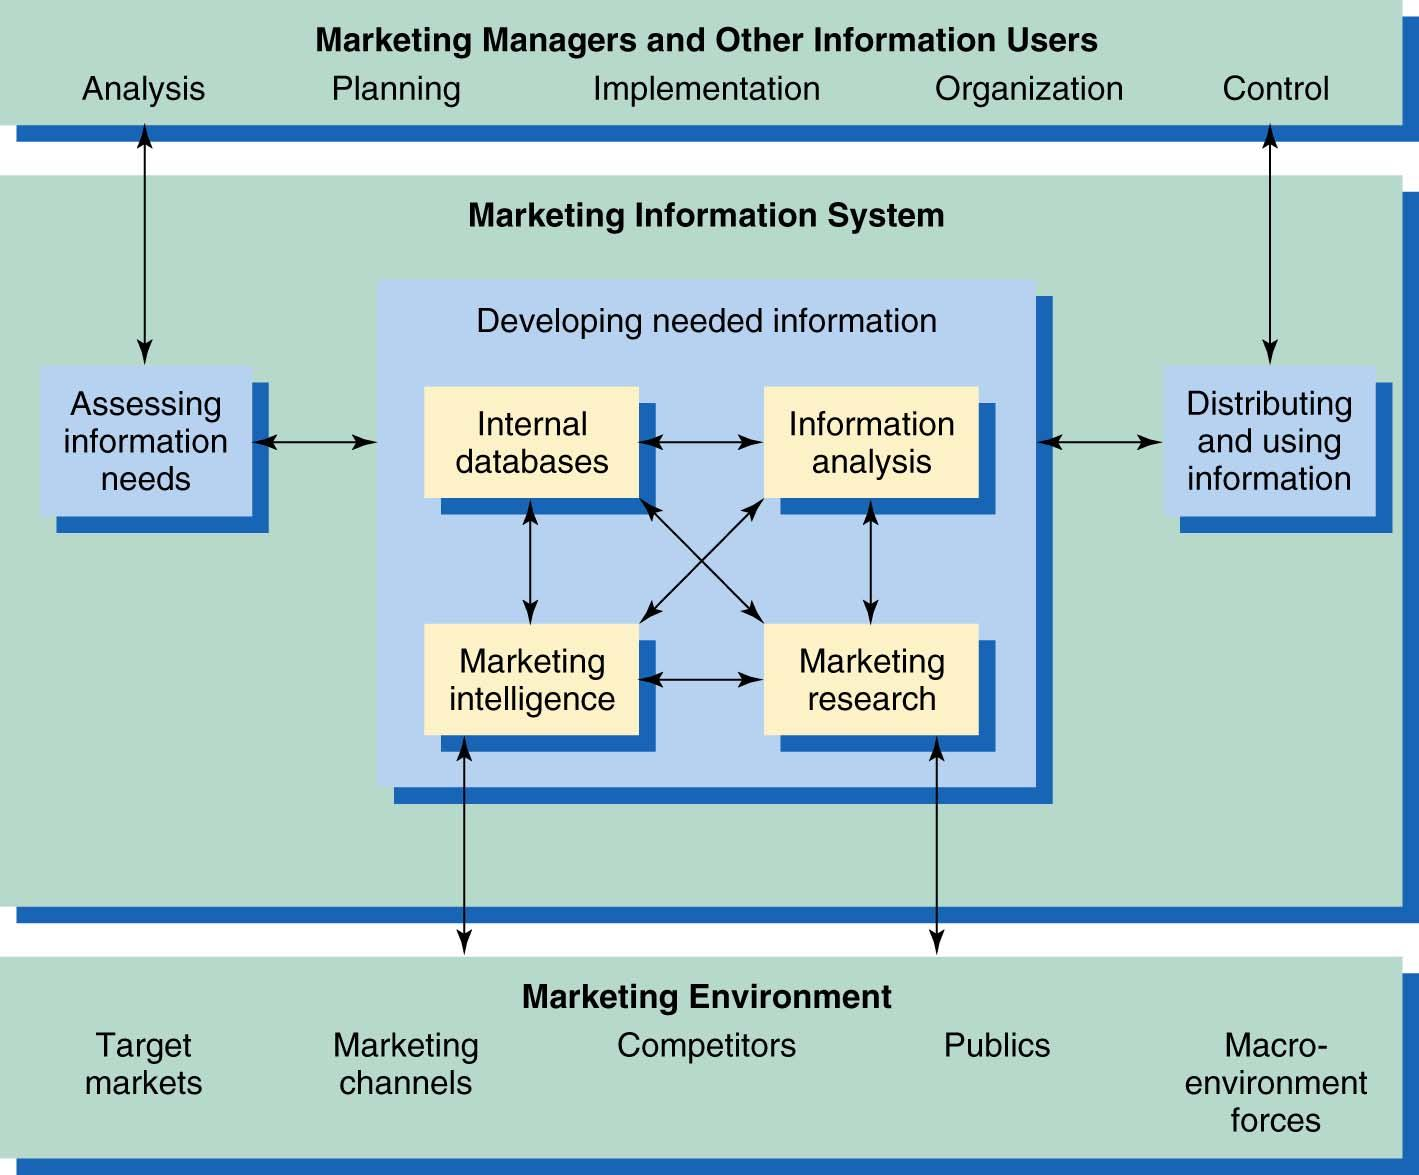 Marketing Managers and Other Information Users
Analysis Planning Implementation Organization Control
Marketing Information System
Developing needed information
Assessing
information
needs
Internal
databases
Information
analysis
Distributing
and using
information
Marketing
intelligence
Marketing
research
Marketing Environment
Target
markets
Marketing
channels
Competitors
Publics
Macro-
environment
forces